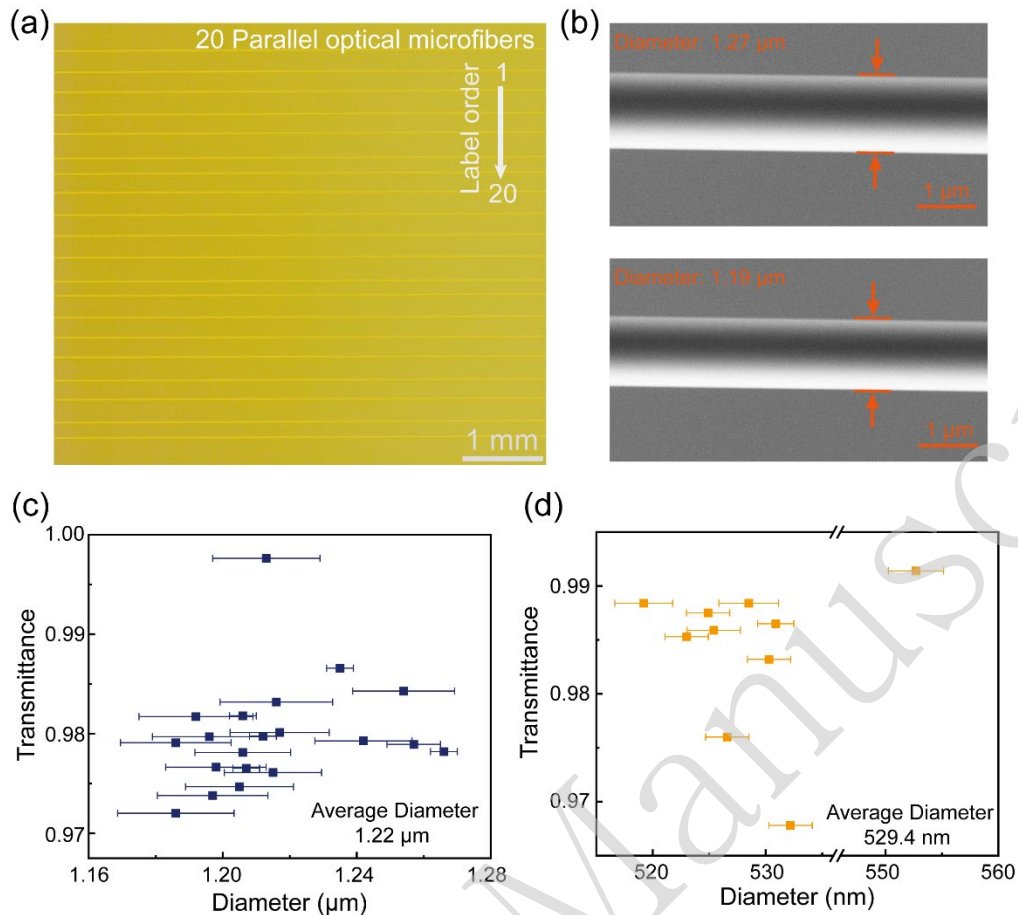 (a)
20 Parallel optical microfibers
Label order
1
20
1 mm
(b)
Diameter: 1.27 µm
1 µm
Diameter: 1.19 µm
1 µm
(c)
Transmittance
1.00
0.99
0.98
0.97
Average Diameter
1.22 µm
1.16 1.20 1.24 1.28
Diameter (µm)
(d)
Transmittance
0.99
0.98
0.97
Average Diameter
529.4 nm
520 530 550 560
Diameter (nm)
Manusc